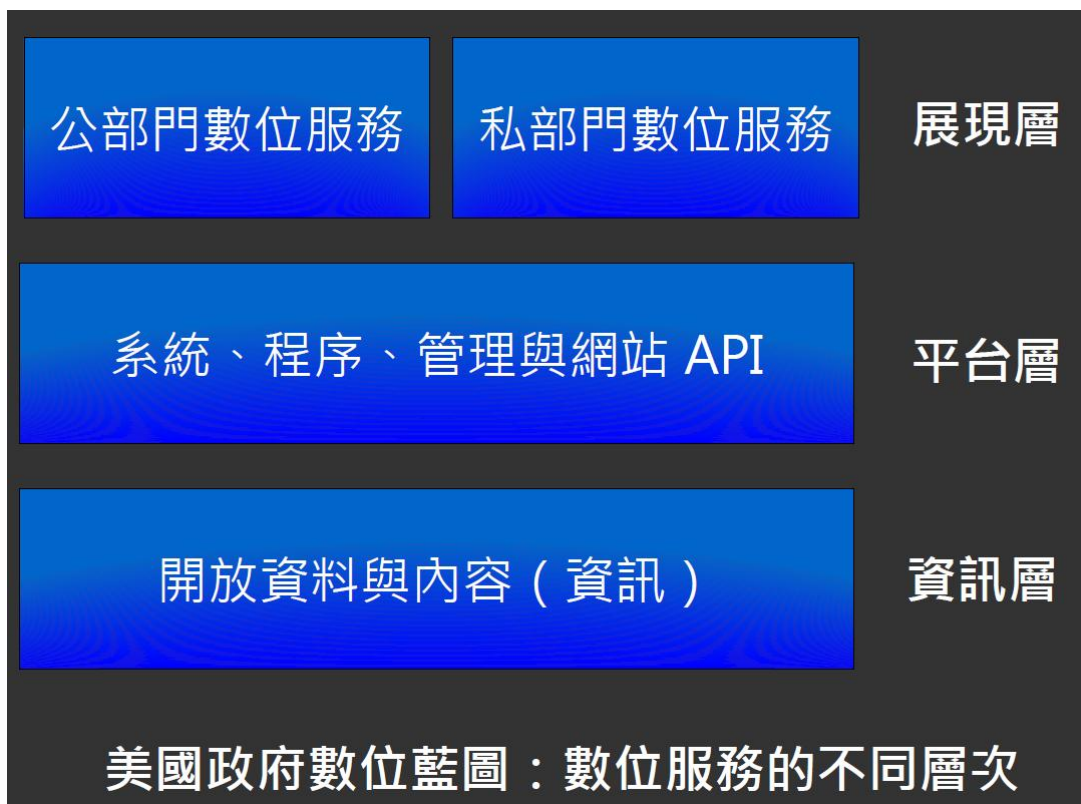 公部門數位服務
私部門數位服務
展現層
系統、程序、管理與網站 API
平台層
開放資料與內容（資訊）
資訊層
美國政府數位藍圖：數位服務的不同層次